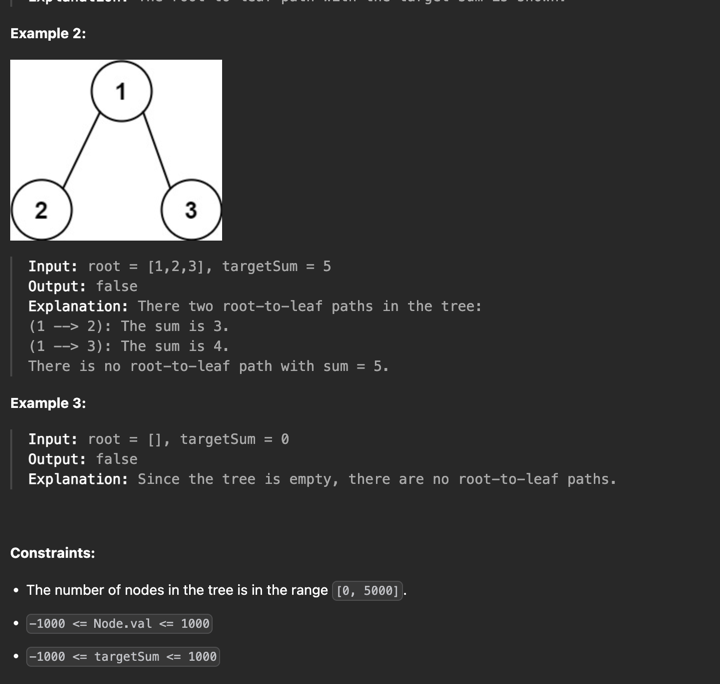 Example 2:
1
2 3
Input: root = [1,2,3], targetSum = 5
Output: false
Explanation: There two root-to-leaf paths in the tree:
(1 --> 2): The sum is 3.
(1 --> 3): The sum is 4.
There is no root-to-leaf path with sum = 5.
Example 3:
Input: root = [], targetSum = 0
Output: false
Explanation: Since the tree is empty, there are no root-to-leaf paths.
Constraints:
• The number of nodes in the tree is in the range [0, 5000].
• -1000 <= Node.val <= 1000
• -1000 <= targetSum <= 1000